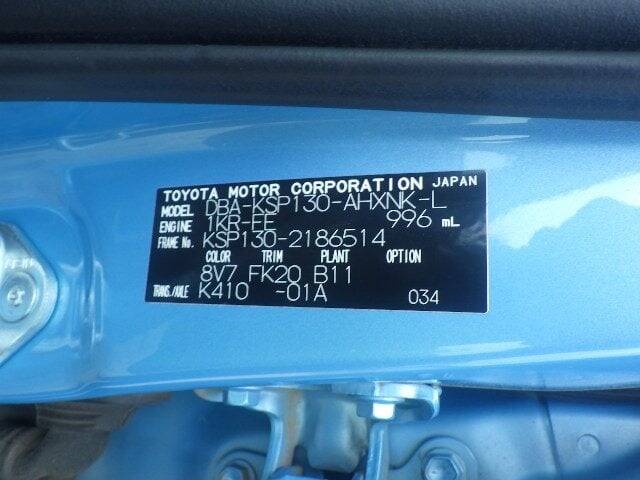 TOYOTA MOTOR CORPORATION JAPAN
MODEL DBA-KSP130-AHXNK-L
ENGINE 1KR-FE 996 mL
FRAME No. KSP130-2186514
COLOR TRIM PLANT OPTION
8V7 FK20 B11
TRANS./AXLE K410 -01A 034